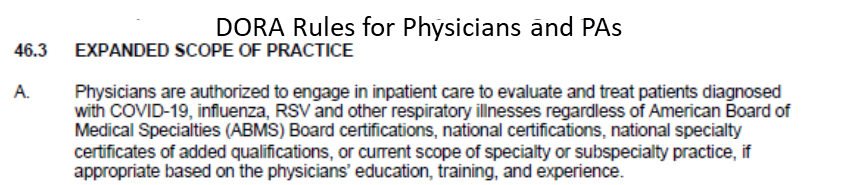 DORA Rules for Physicians and PAs
46.3 EXPANDED SCOPE OF PRACTICE
A. Physicians are authorized to engage in inpatient care to evaluate and treat patients diagnosed
with COVID-19, influenza, RSV and other respiratory illnesses regardless of American Board of
Medical Specialties (ABMS) Board certifications, national certifications, national specialty
certificates of added qualifications, or current scope of specialty or subspecialty practice, if
appropriate based on the physicians' education, training, and experience.